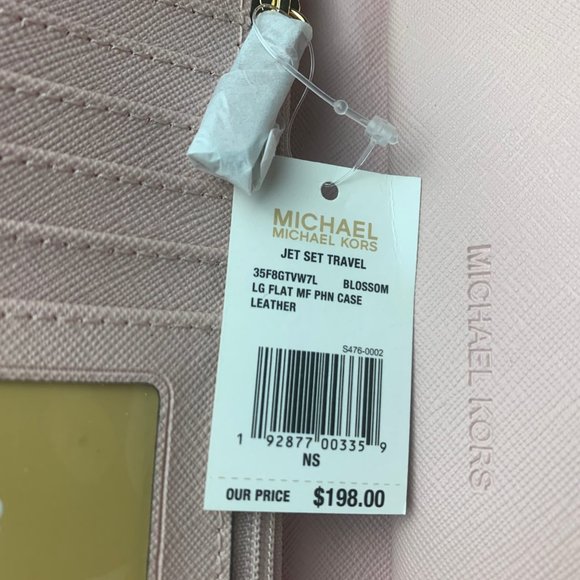 MICHAEL
MICHAEL KORS
JET SET TRAVEL
35F8GTVW7L BLOSSOM
LG FLAT MF PHN CASE
LEATHER
S476-0002
1 92877 00335 9
NS
OUR PRICE $198.00
MICHAEL KORS